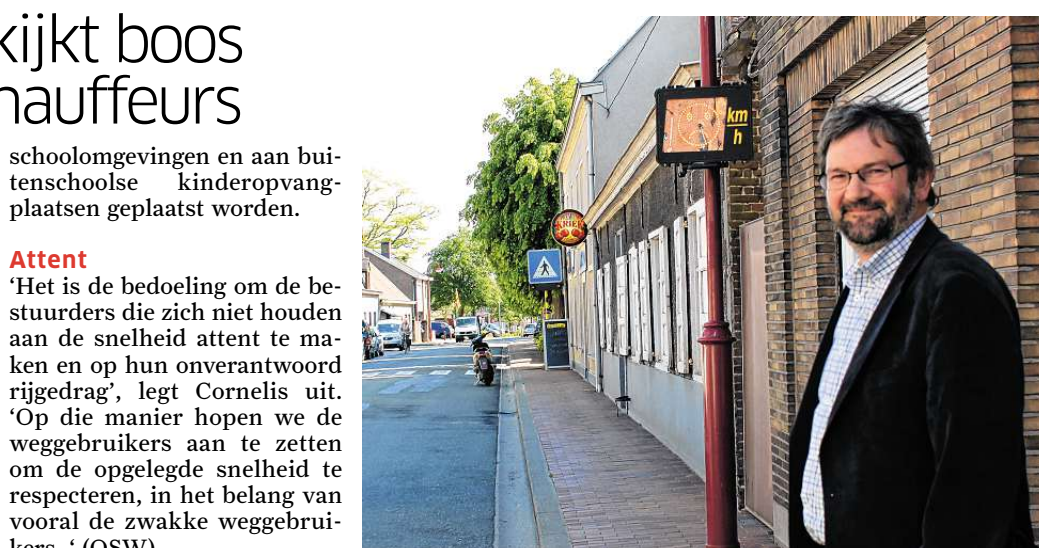 kijkt boos
hauffeurs
schoolomgevingen en aan bui-
tenschoolse kinderopvang-
plaatsen geplaatst worden.
Attent
‘Het is de bedoeling om de be-
stuurders die zich niet houden
aan de snelheid attent te ma-
ken en op hun onverantwoord
rijgedrag’, legt Cornelis uit.
‘Op die manier hopen we de
weggebruikers aan te zetten
om de opgelegde snelheid te
respecteren, in het belang van
vooral de zwakke weggebrui-
kers. ‘ (OSW)
km
h
KRIEK